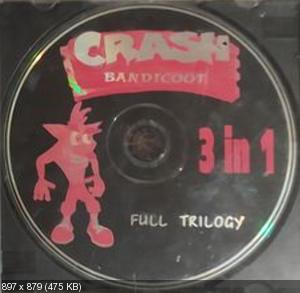 CRASH
BANDICOOT
3 in 1
FULL TRILOGY
897 x 879 (475 KB)